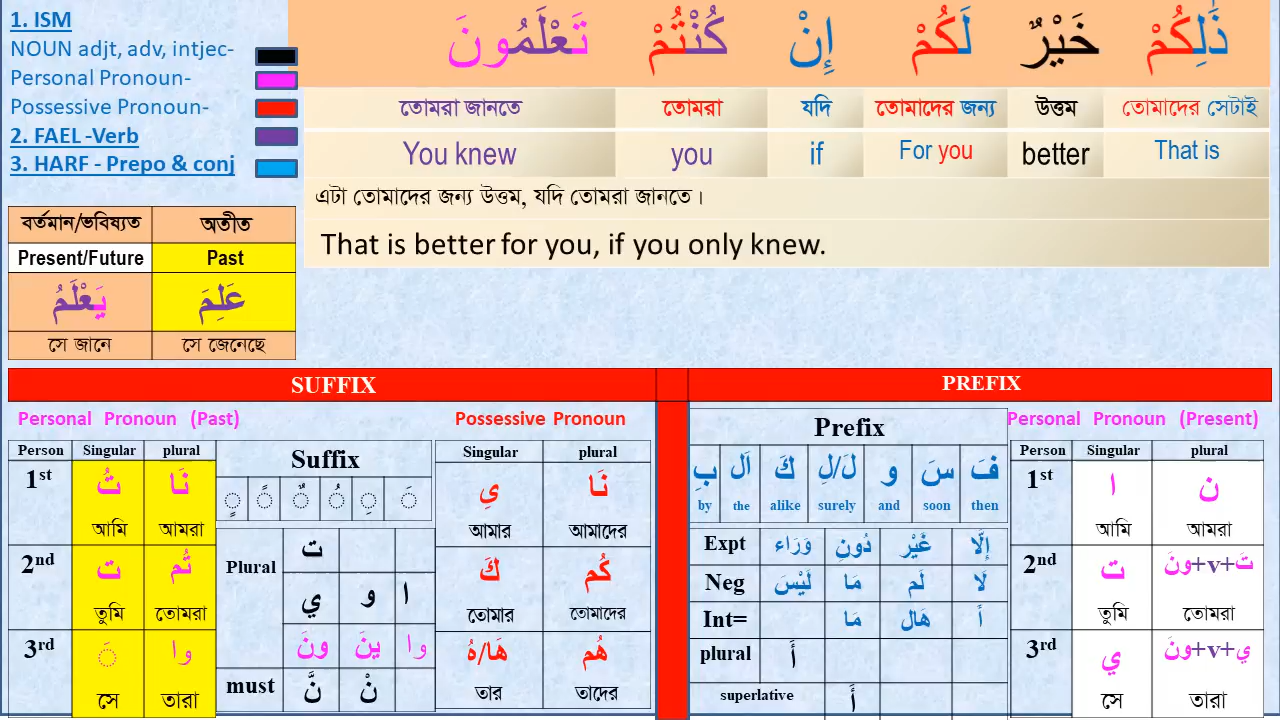 1. ISM
NOUN adjt, adv, intjec-
Personal Pronoun-
Possessive Pronoun-
2. FAEL -Verb
3. HARF - Prepo & conj
ذَٰلِكُمْ خَيْرٌ لَكُمْ إِنْ كُنْتُمْ تَعْلَمُونَ
তোমরা জানতে তোমরা যদি তোমাদের জন্য উত্তম তোমাদের সেটাই
You knew you if For you better That is
এটা তোমাদের জন্য উত্তম, যদি তোমরা জানতে।
That is better for you, if you only knew.
বর্তমান/ভবিষ্যত অতীত
Present/Future Past
يَعْلَمُ عَلِمَ
সে জানে সে জেনেছে
SUFFIX
Personal Pronoun (Past)
Person Singular plural
1st تُ نَا
আমি আমরা
2nd ت تُم
তুমি তোমরা
3rd َ وا
সে তারা
Suffix
ٍ ً ٌ ُ ِ َ
Plural ت
ي و ا
ونَ ينَ وا
must نَّ نْ
Possessive Pronoun
Singular plural
يِ نَا
আমার আমাদের
كَ كُم
তোমার তোমাদের
هَا/هُ هُم
তার তাদের
PREFIX
Prefix
بِ اَل كَ لَ/لِ و سَ فَ
by the alike surely and soon then
Expt وَرَاء دُونِ غَيْر إِلَّا
Neg لَيْسَ مَا لَم لَا
Int= مَا هَال أَ
plural أَ
superlative أَ
Personal Pronoun (Present)
Person Singular plural
1st ا ن
আমি আমরা
2nd ت تَ+v+ونَ
তুমি তোমরা
3rd ي ي+v+ونَ
সে তারা